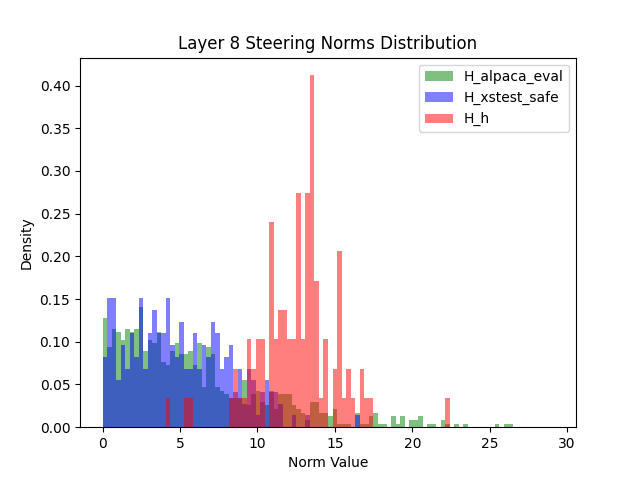 Layer 8 Steering Norms Distribution
H_alpaca_eval
H_xstest_safe
H_h
Density
0.40
0.35
0.30
0.25
0.20
0.15
0.10
0.05
0.00
0 5 10 15 20 25 30
Norm Value